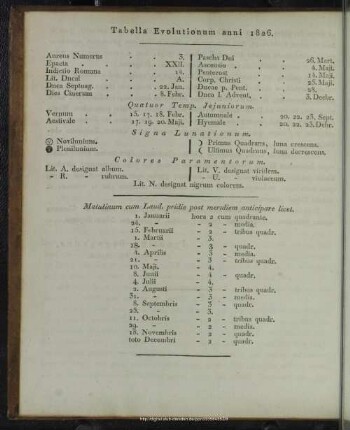 Tabella Evolutionum anni 1826.
Aureus Numerus . . 3.
Epacta . . . XXII.
Indictio Romana . . 14.
Litt. Dncal . . A.
Dnca Septuag. . . 22. Jan.
Dies Cinerum . . 8. Febr.
Pascha Dni . . 26. Mart.
Ascensio . . . 4. Maji.
Pentecost . . . 14. Maji.
Corp. Christi . . 25. Maji.
Dncae p. Pent. . . 28.
Dnca I. Advent. . . 3. Decbr.
Quatuor Temp. Jejuniorum.
Vernum . . 15. 17. 18. Febr.
Aestivale . . 17. 19. 20. Maji.
Autumnale . . 20. 22. 23. Sept.
Hyemale . . 20. 22. 23. Dcbr.
Signa Lunationum.
Novilunium.
Plenilunium.
Primus Quadrans, luna crescens.
Ultimus Quadrans, luna decrescens.
Colores Paramentorum.
Lit. A. designat album.
- R. - rubrum.
Lit. V. designat viridem.
- U. - violaceum.
Lit. N. designat nigrum colorem.
Matutinum cum Laud. pridie post meridiem anticipare licet.
1. Januarii hora 2 cum quadrante.
24. - - 2 - media.
15. Februarii - 2 - tribus quadr.
1. Martii - 3.
18. - - 3 - quadr.
4. Aprilis - 3 - media.
21. - - 3 - tribus quadr.
10. Maji - 4.
8. Junii - 4 - quadr.
4. Julii - 4.
2. Augusti - 3 - tribus quadr.
31. - - 3 - media.
8. Septembris - 3 - quadr.
23. - - 3.
11. Octobris - 2 - tribus quadr.
29. - - 2 - media.
18. Novembris - 2 - quadr.
toto Decembri - 2 - quadr.